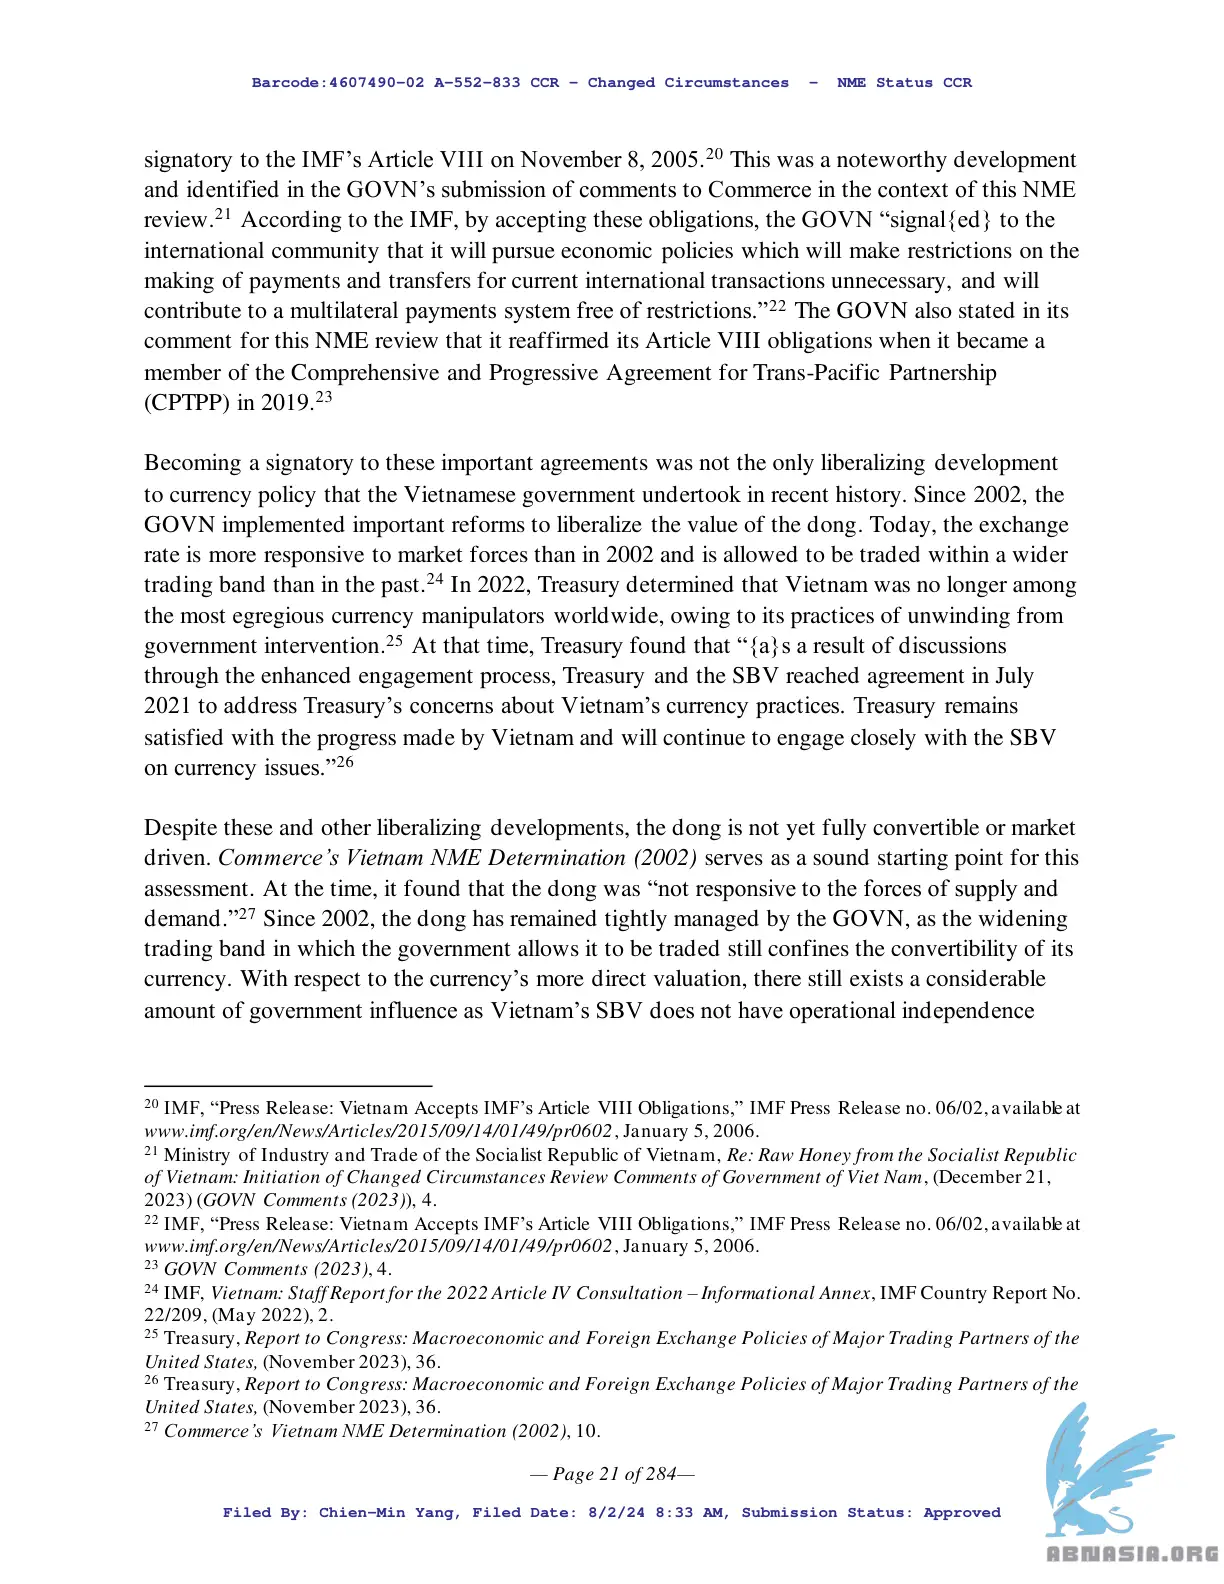 Barcode:4607490-02 A-552-833 CCR - Changed Circumstances - NME Status CCR
signatory to the IMF’s Article VIII on November 8, 2005.20 This was a noteworthy development
and identified in the GOVN’s submission of comments to Commerce in the context of this NME
review.21 According to the IMF, by accepting these obligations, the GOVN “signal{ed} to the
international community that it will pursue economic policies which will make restrictions on the
making of payments and transfers for current international transactions unnecessary, and will
contribute to a multilateral payments system free of restrictions.”22 The GOVN also stated in its
comment for this NME review that it reaffirmed its Article VIII obligations when it became a
member of the Comprehensive and Progressive Agreement for Trans-Pacific Partnership
(CPTPP) in 2019.23
Becoming a signatory to these important agreements was not the only liberalizing development
to currency policy that the Vietnamese government undertook in recent history. Since 2002, the
GOVN implemented important reforms to liberalize the value of the dong. Today, the exchange
rate is more responsive to market forces than in 2002 and is allowed to be traded within a wider
trading band than in the past.24 In 2022, Treasury determined that Vietnam was no longer among
the most egregious currency manipulators worldwide, owing to its practices of unwinding from
government intervention.25 At that time, Treasury found that “{a}s a result of discussions
through the enhanced engagement process, Treasury and the SBV reached agreement in July
2021 to address Treasury’s concerns about Vietnam’s currency practices. Treasury remains
satisfied with the progress made by Vietnam and will continue to engage closely with the SBV
on currency issues.”26
Despite these and other liberalizing developments, the dong is not yet fully convertible or market
driven. Commerce’s Vietnam NME Determination (2002) serves as a sound starting point for this
assessment. At the time, it found that the dong was “not responsive to the forces of supply and
demand.”27 Since 2002, the dong has remained tightly managed by the GOVN, as the widening
trading band in which the government allows it to be traded still confines the convertibility of its
currency. With respect to the currency’s more direct valuation, there still exists a considerable
amount of government influence as Vietnam’s SBV does not have operational independence
20 IMF, “Press Release: Vietnam Accepts IMF’s Article VIII Obligations,” IMF Press Release no. 06/02, available at
www.imf.org/en/News/Articles/2015/09/14/01/49/pr0602, January 5, 2006.
21 Ministry of Industry and Trade of the Socialist Republic of Vietnam, Re: Raw Honey from the Socialist Republic
of Vietnam: Initiation of Changed Circumstances Review Comments of Government of Viet Nam, (December 21,
2023) (GOVN Comments (2023)), 4.
22 IMF, “Press Release: Vietnam Accepts IMF’s Article VIII Obligations,” IMF Press Release no. 06/02, available at
www.imf.org/en/News/Articles/2015/09/14/01/49/pr0602, January 5, 2006.
23 GOVN Comments (2023), 4.
24 IMF, Vietnam: Staff Report for the 2022 Article IV Consultation – Informational Annex, IMF Country Report No.
22/209, (May 2022), 2.
25 Treasury, Report to Congress: Macroeconomic and Foreign Exchange Policies of Major Trading Partners of the
United States, (November 2023), 36.
26 Treasury, Report to Congress: Macroeconomic and Foreign Exchange Policies of Major Trading Partners of the
United States, (November 2023), 36.
27 Commerce’s Vietnam NME Determination (2002), 10.
— Page 21 of 284—
Filed By: Chien-Min Yang, Filed Date: 8/2/24 8:33 AM, Submission Status: Approved
ABNASIA.ORG